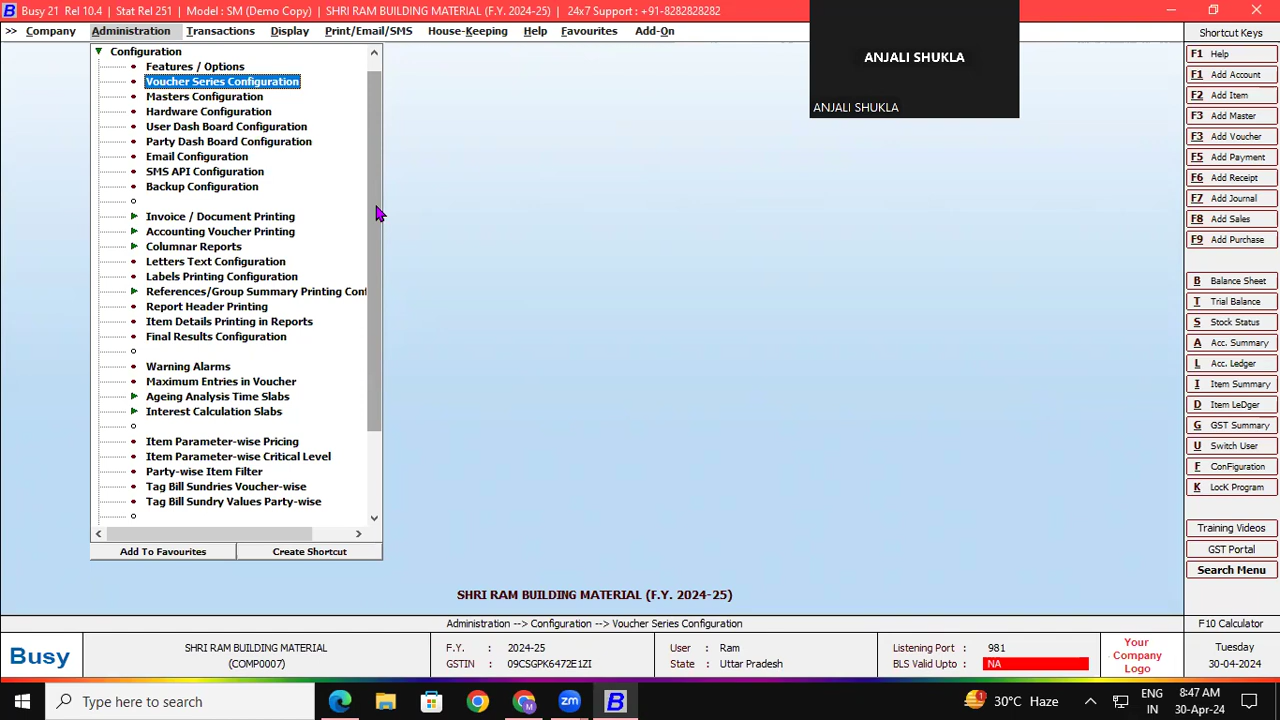 Busy 21 Rel 10.4 | Stat Rel 251 | Model : SM (Demo Copy) | SHRI RAM BUILDING MATERIAL (F.Y. 2024-25) | 24x7 Support : +91-8282828282
>> Company Administration Transactions Display Print/Email/SMS House-Keeping Help Favourites Add-On
Configuration
Features / Options
Voucher Series Configuration
Masters Configuration
Hardware Configuration
User Dash Board Configuration
Party Dash Board Configuration
Email Configuration
SMS API Configuration
Backup Configuration
Invoice / Document Printing
Accounting Voucher Printing
Columnar Reports
Letters Text Configuration
Labels Printing Configuration
References/Group Summary Printing Con
Report Header Printing
Item Details Printing in Reports
Final Results Configuration
Warning Alarms
Maximum Entries in Voucher
Ageing Analysis Time Slabs
Interest Calculation Slabs
Item Parameter-wise Pricing
Item Parameter-wise Critical Level
Party-wise Item Filter
Tag Bill Sundries Voucher-wise
Tag Bill Sundry Values Party-wise
Add To Favourites Create Shortcut
ANJALI SHUKLA
ANJALI SHUKLA
Shortcut Keys
F1 Help
F1 Add Account
F2 Add Item
F3 Add Master
F3 Add Voucher
F5 Add Payment
F6 Add Receipt
F7 Add Journal
F8 Add Sales
F9 Add Purchase
B Balance Sheet
T Trial Balance
S Stock Status
A Acc. Summary
L Acc. Ledger
I Item Summary
D Item LeDger
G GST Summary
U Switch User
F ConFiguration
K LocK Program
Training Videos
GST Portal
Search Menu
SHRI RAM BUILDING MATERIAL (F.Y. 2024-25)
Administration --> Configuration --> Voucher Series Configuration
F10 Calculator
Busy
SHRI RAM BUILDING MATERIAL
(COMP0007)
F.Y. : 2024-25
GSTIN : 09CSGPK6472E1ZI
User : Ram
State : Uttar Pradesh
Listening Port : 981
BLS Valid Upto : NA
Your
Company
Logo
Tuesday
30-04-2024
Type here to search
30°C Haze
ENG
IN
8:47 AM
30-Apr-24